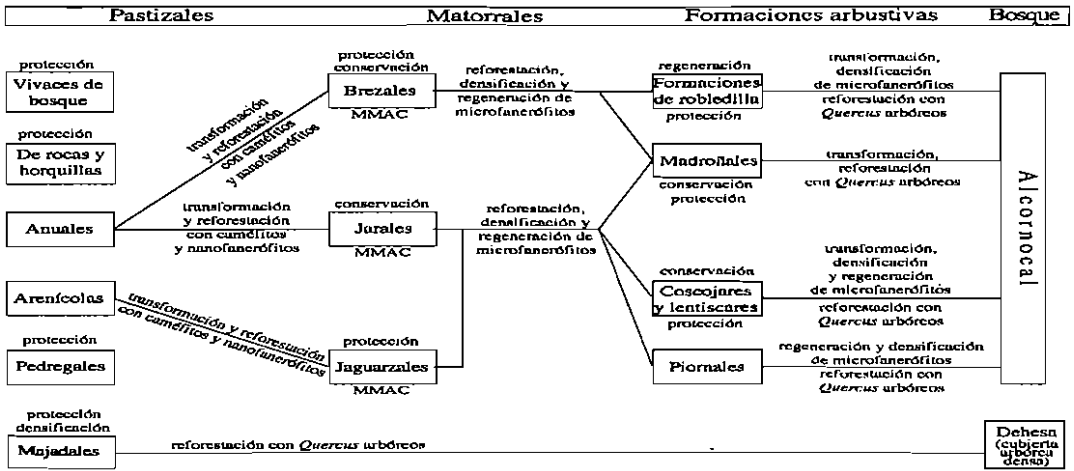 Pastizales
Matorrales
Formaciones arbustivas
Bosque
protección
Vivaces de
bosque
protección
De rocas y
horquillas
Anuales
Arenícolas
protección
Pedregales
protección
densificación
Majadales
transformación
y reforestación
con caméfitos
y nanofanerófitos
transformación
y reforestación
con caméfitos
y nanofanerófitos
transformación y reforestación
con caméfitos y nanofanerófitos
reforestación con Quercus arbóreos
protección
conservación
Brezales
MMAC
conservación
Jarales
MMAC
protección
Jaguarzales
MMAC
reforestación,
densificación y
regeneración de
microfanerófitos
reforestación,
densificación y
regeneración de
microfanerófitos
regeneración
Formaciones
de robledilla
protección
Madroñales
conservación
protección
conservación
Coscojares
y lentiscares
protección
Piornales
transformación,
densificación
de microfanerófitos
reforestación con
Quercus arbóreos
transformación,
reforestación
con Quercus arbóreos
transformación,
densificación
y regeneración
de microfanerófitos
reforestación con
Quercus arbóreos
regeneración y densificación
de microfanerófitos
reforestación con
Quercus arbóreos
Alcornocal
Dehesa
(cubierta
arbórea
densa)